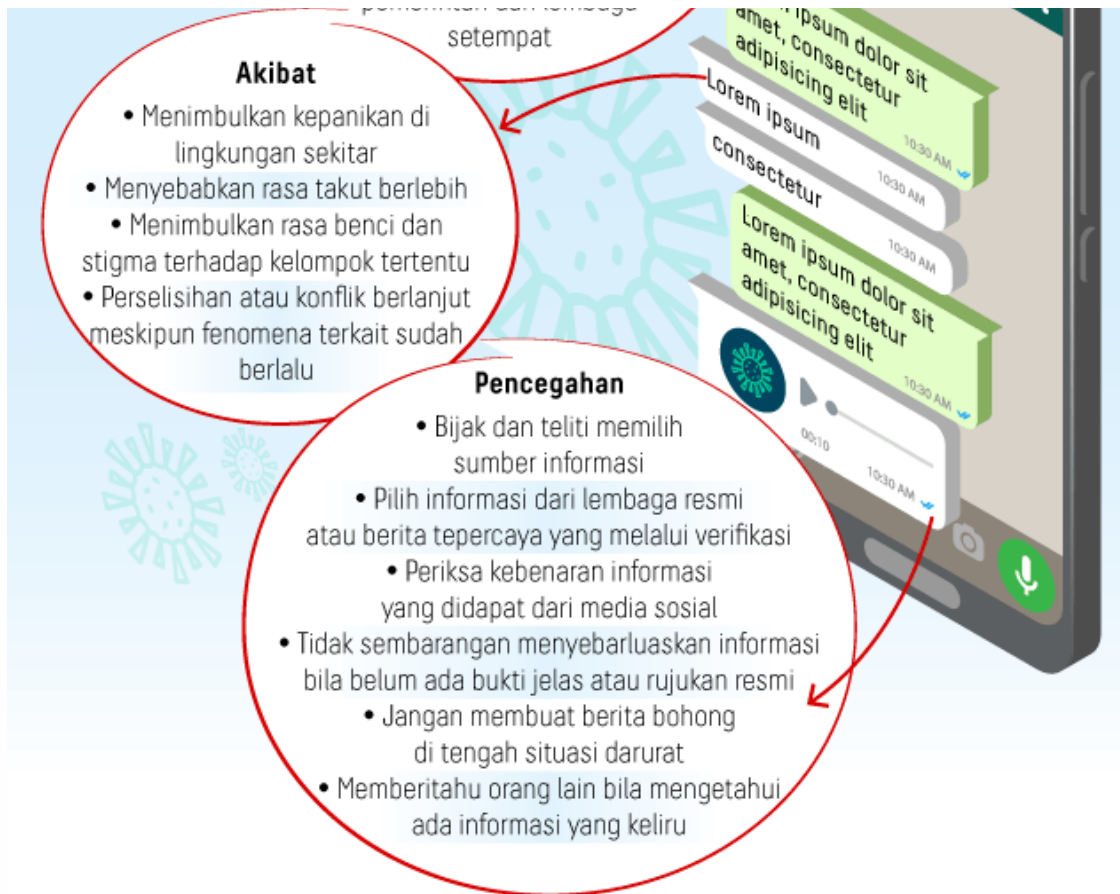 setempat
Akibat
• Menimbulkan kepanikan di
lingkungan sekitar
• Menyebabkan rasa takut berlebih
• Menimbulkan rasa benci dan
stigma terhadap kelompok tertentu
• Perselisihan atau konflik berlanjut
meskipun fenomena terkait sudah
berlalu
Pencegahan
• Bijak dan teliti memilih
sumber informasi
• Pilih informasi dari lembaga resmi
atau berita tepercaya yang melalui verifikasi
• Periksa kebenaran informasi
yang didapat dari media sosial
• Tidak sembarangan menyebarluaskan informasi
bila belum ada bukti jelas atau rujukan resmi
• Jangan membuat berita bohong
di tengah situasi darurat
• Memberitahu orang lain bila mengetahui
ada informasi yang keliru
ipsum dolor sit
amet, consectetur
adipisicing elit
10:30 AM
Lorem ipsum
10:30 AM
consectetur
10:30 AM
Lorem ipsum dolor sit
amet, consectetur
adipisicing elit
10:30 AM
00:10
10:30 AM